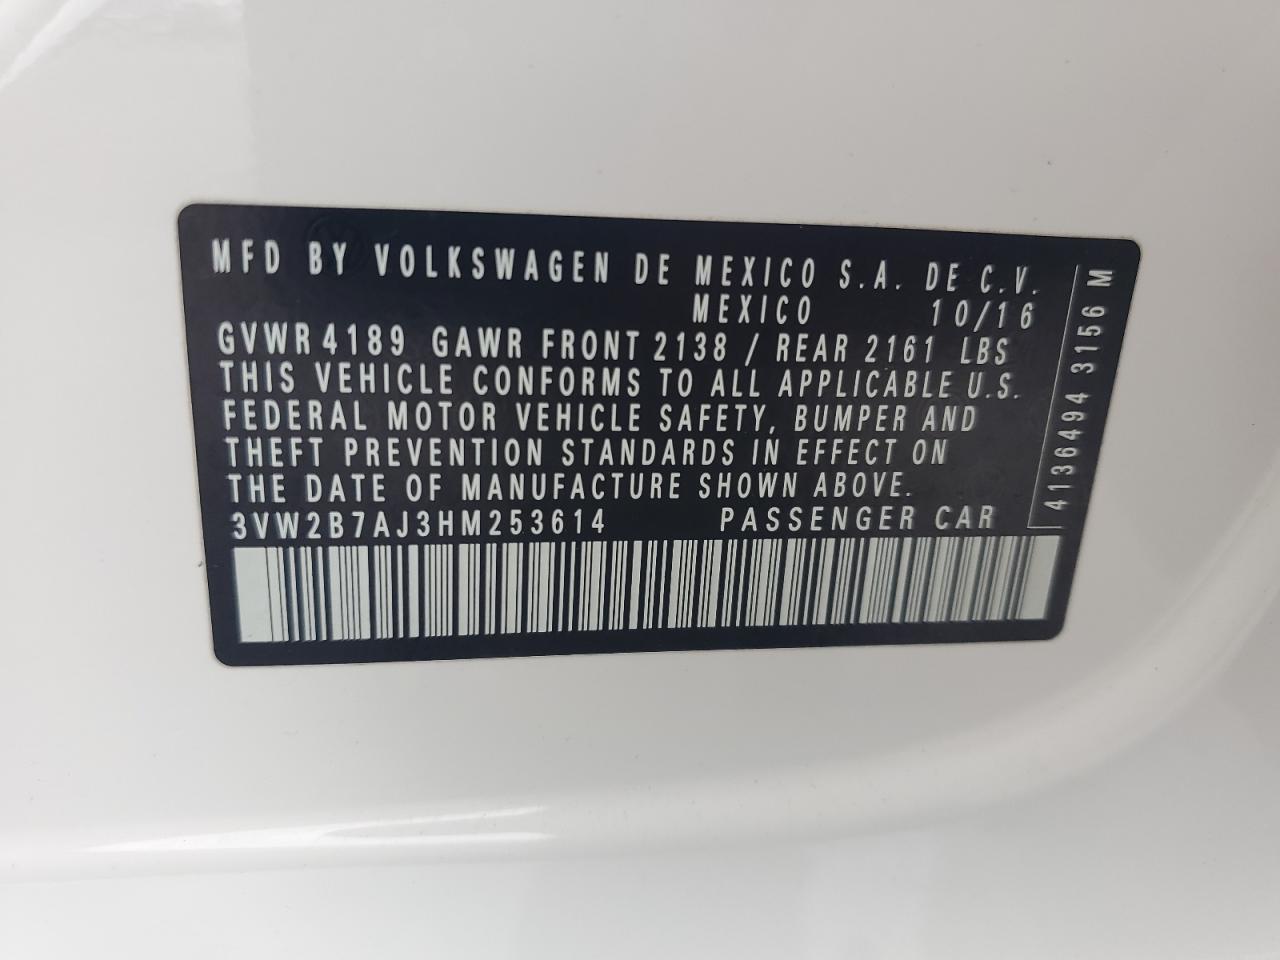 MFD BY VOLKSWAGEN DE MEXICO S.A. DE C.V.
MEXICO 10/16
GVWR 4189 GAWR FRONT 2138 / REAR 2161 LBS
THIS VEHICLE CONFORMS TO ALL APPLICABLE U.S.
FEDERAL MOTOR VEHICLE SAFETY, BUMPER AND
THEFT PREVENTION STANDARDS IN EFFECT ON
THE DATE OF MANUFACTURE SHOWN ABOVE.
3VW2B7AJ3HM253614 PASSENGER CAR
4136494 3156 M